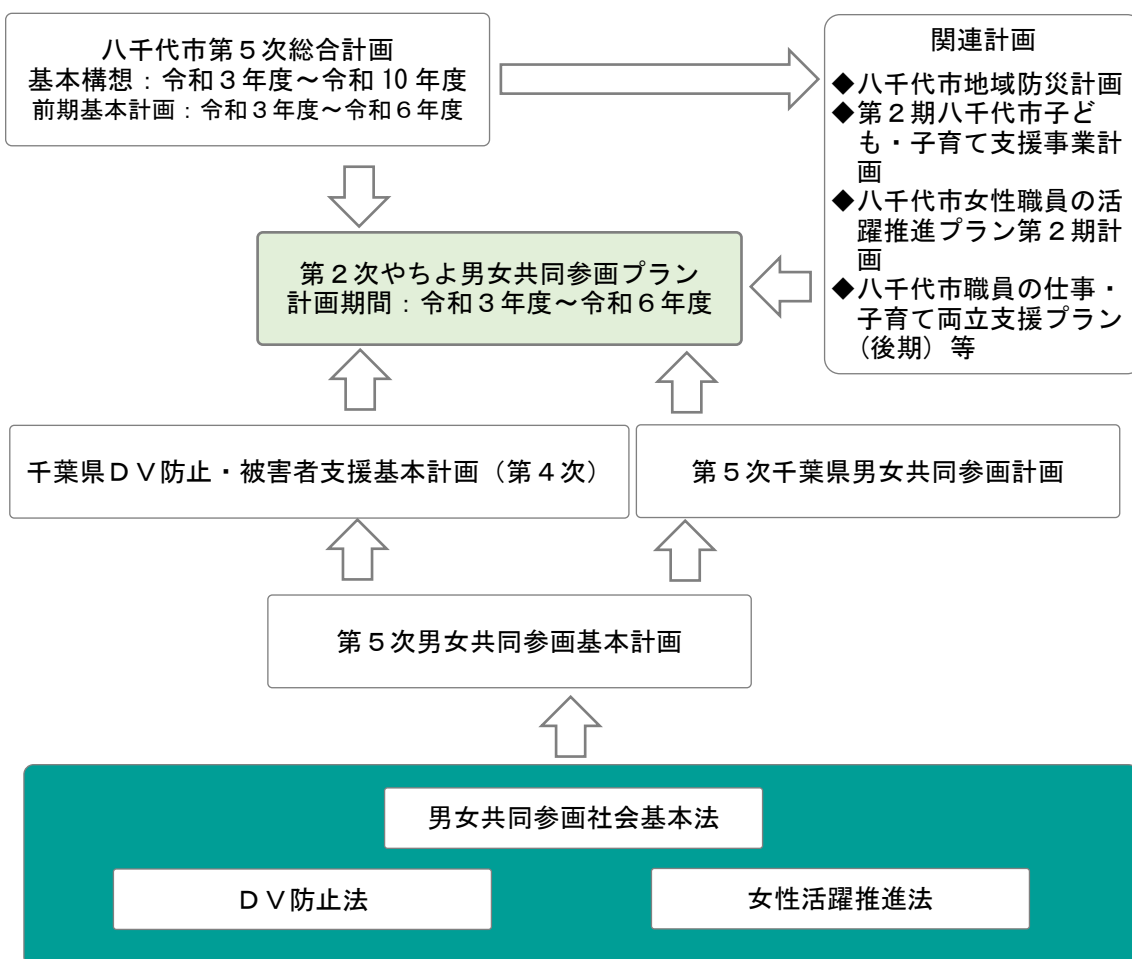 八千代市第５次総合計画
基本構想：令和３年度～令和 10 年度
前期基本計画：令和３年度～令和６年度
関連計画
◆八千代市地域防災計画
◆第２期八千代市子ど
も・子育て支援事業計
画
◆八千代市女性職員の活
躍推進プラン第２期計
画
◆八千代市職員の仕事・
子育て両立支援プラン
（後期）等
第２次やちよ男女共同参画プラン
計画期間：令和３年度～令和６年度
千葉県ＤＶ防止・被害者支援基本計画（第４次）
第５次千葉県男女共同参画計画
第５次男女共同参画基本計画
男女共同参画社会基本法
ＤＶ防止法
女性活躍推進法